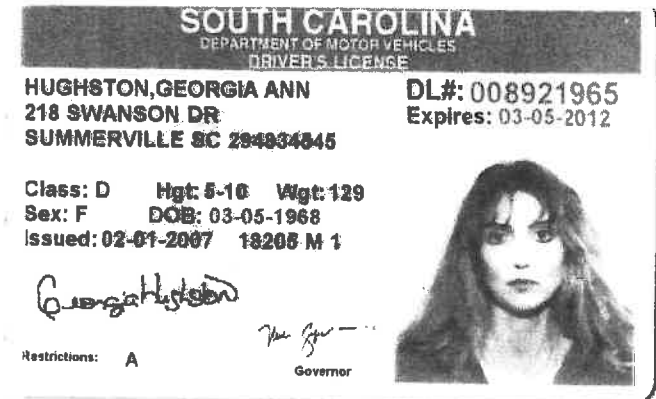 SOUTH CAROLINA
DEPARTMENT OF MOTOR VEHICLES
DRIVER'S LICENSE
HUGHSTON,GEORGIA ANN
DL#: 008921965
218 SWANSON DR
Expires: 03-05-2012
SUMMERVILLE SC
Class: D Hgt: 5-10 Wgt: 129
Sex: F DOB: 03-05-1968
Issued: 02-01-2007 18205 M 1
Georgia Hughston
Restrictions: A
Governor